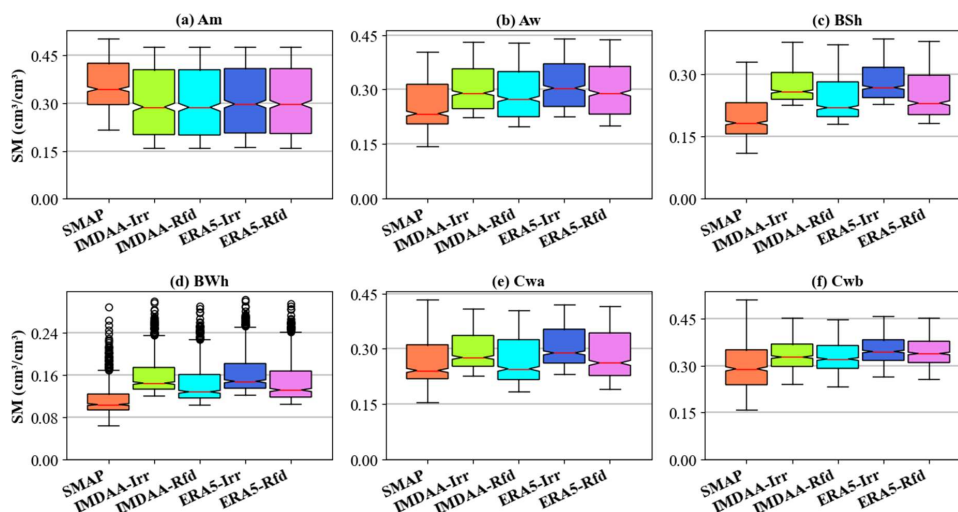 (a) Am
(b) Aw
(c) BSh
SM (cm³/cm³)
0.45
0.30
0.15
0.00
0.45
0.30
0.15
0.00
0.30
0.15
0.00
SMAP
IMDAA-Irr
IMDAA-Rfd
ERA5-Irr
ERA5-Rfd
SMAP
IMDAA-Irr
IMDAA-Rfd
ERA5-Irr
ERA5-Rfd
SMAP
IMDAA-Irr
IMDAA-Rfd
ERA5-Irr
ERA5-Rfd
(d) BWh
(e) Cwa
(f) Cwb
SM (cm³/cm³)
0.24
0.16
0.08
0.00
0.45
0.30
0.15
0.00
0.45
0.30
0.15
0.00
SMAP
IMDAA-Irr
IMDAA-Rfd
ERA5-Irr
ERA5-Rfd
SMAP
IMDAA-Irr
IMDAA-Rfd
ERA5-Irr
ERA5-Rfd
SMAP
IMDAA-Irr
IMDAA-Rfd
ERA5-Irr
ERA5-Rfd